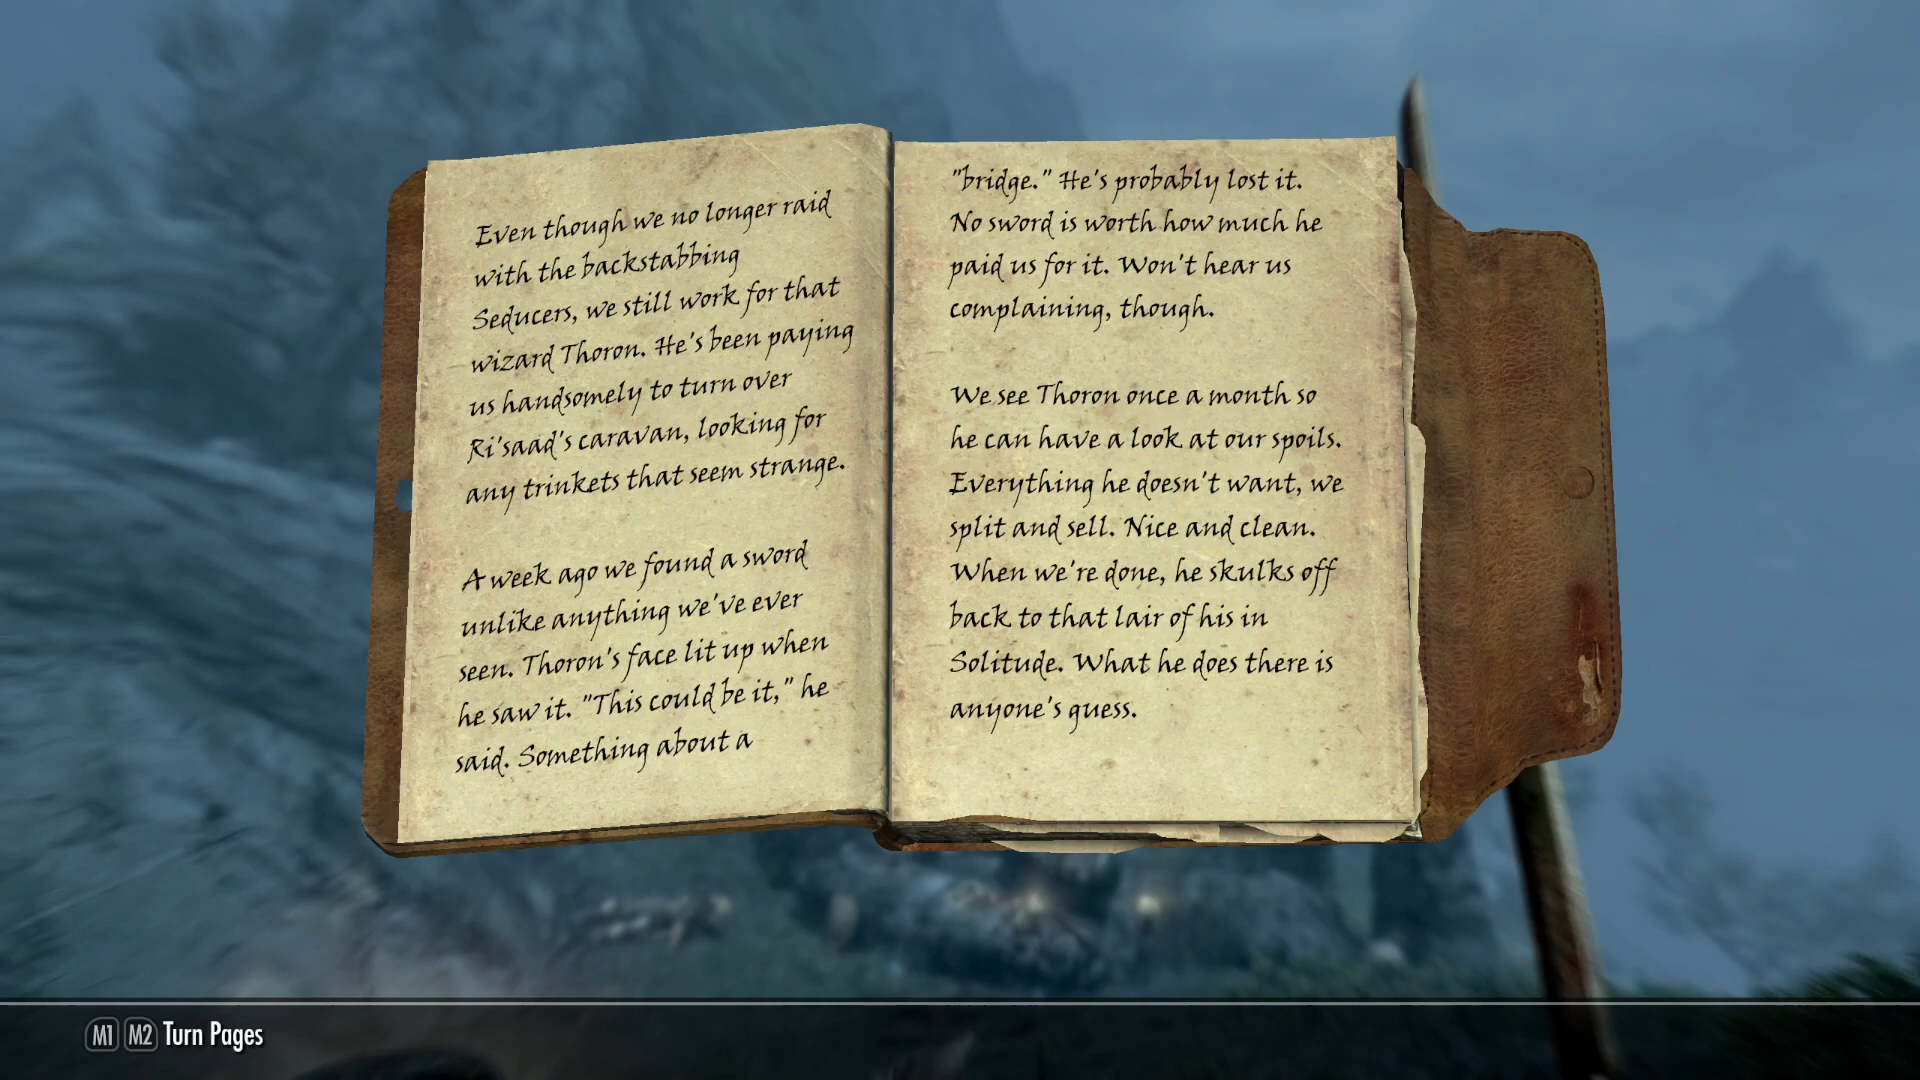 Even though we no longer raid
with the backstabbing
Seducers, we still work for that
wizard Thoron. He's been paying
us handsomely to turn over
Ri'saad's caravan, looking for
any trinkets that seem strange.
A week ago we found a sword
unlike anything we've ever
seen. Thoron's face lit up when
he saw it. "This could be it," he
said. Something about a
"bridge." He's probably lost it.
No sword is worth how much he
paid us for it. Won't hear us
complaining, though.
We see Thoron once a month so
he can have a look at our spoils.
Everything he doesn't want, we
split and sell. Nice and clean.
When we're done, he skulks off
back to that lair of his in
Solitude. What he does there is
anyone's guess.
M1 M2 Turn Pages